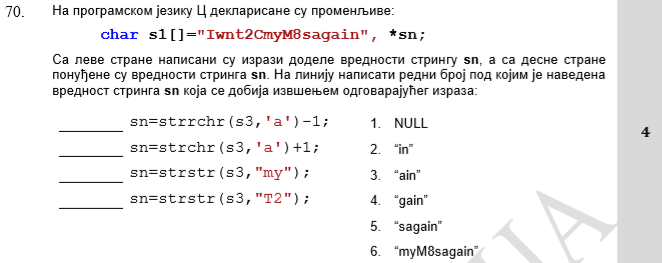 70. На програмском језику Ц декларисане су променљиве:
char s1[]="Iwnt2CmyM8sagain", *sn;
Са леве стране написани су изрази доделе вредности стрингу sn, а са десне стране
понуђене су вредности стринга sn. На линију написати редни број под којим је наведена
вредност стринга sn која се добија извшењем одговарајућег израза:
________ sn=strrchr(s3,'a')-1; 1. NULL
________ sn=strchr(s3,'a')+1; 2. “in”
________ sn=strstr(s3,"my"); 3. “ain”
________ sn=strstr(s3,"T2"); 4. “gain”
5. “sagain”
6. “myM8sagain”
4